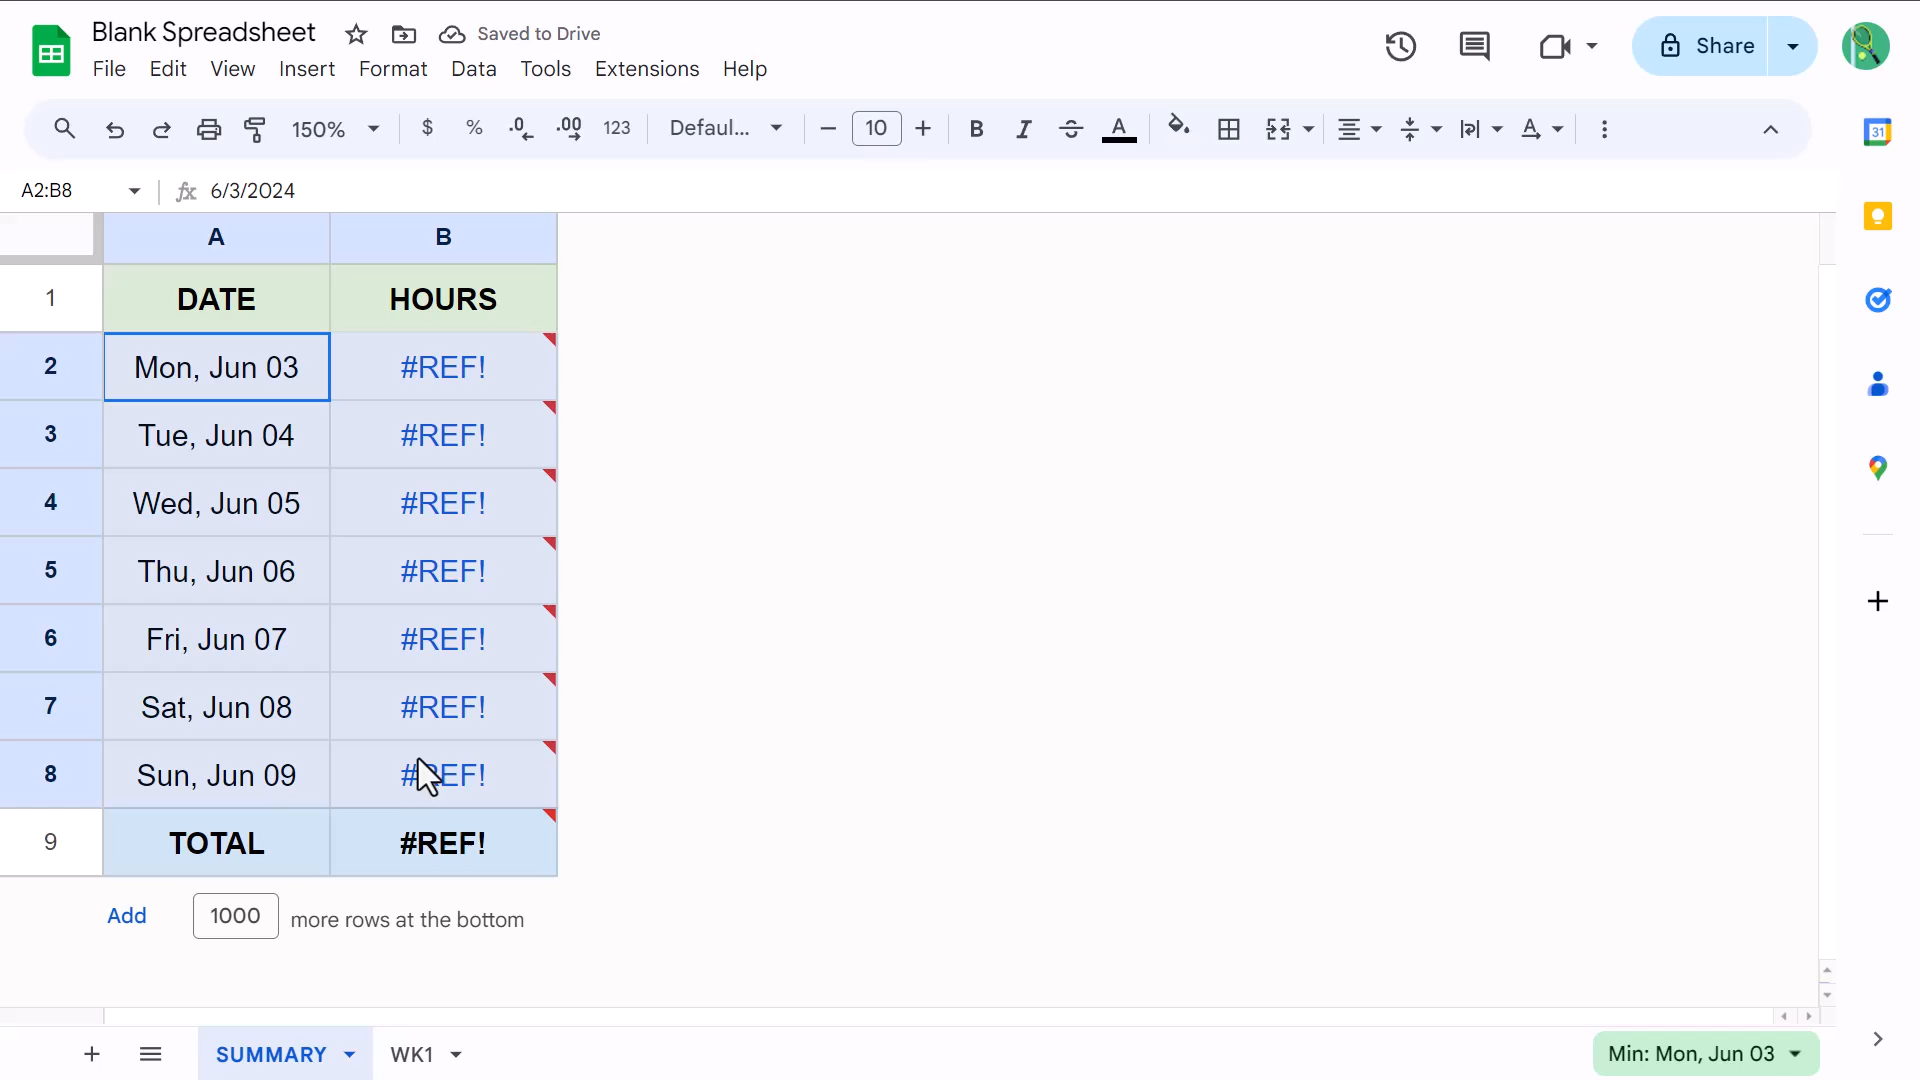 Blank Spreadsheet
Saved to Drive
File Edit View Insert Format Data Tools Extensions Help
Share
150% $ % .0 .00 123 Defaul... 10 B I S A
31
A2:B8 fx 6/3/2024
A B
1 DATE HOURS
2 Mon, Jun 03 #REF!
3 Tue, Jun 04 #REF!
4 Wed, Jun 05 #REF!
5 Thu, Jun 06 #REF!
6 Fri, Jun 07 #REF!
7 Sat, Jun 08 #REF!
8 Sun, Jun 09 #REF!
9 TOTAL #REF!
Add 1000 more rows at the bottom
SUMMARY WK1 Min: Mon, Jun 03